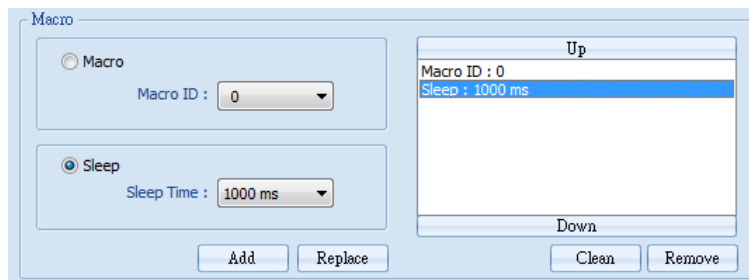 Macro
Macro
Macro ID : 0
Sleep
Sleep Time : 1000 ms
Add Replace
Up
Macro ID : 0
Sleep : 1000 ms
Down
Clean Remove